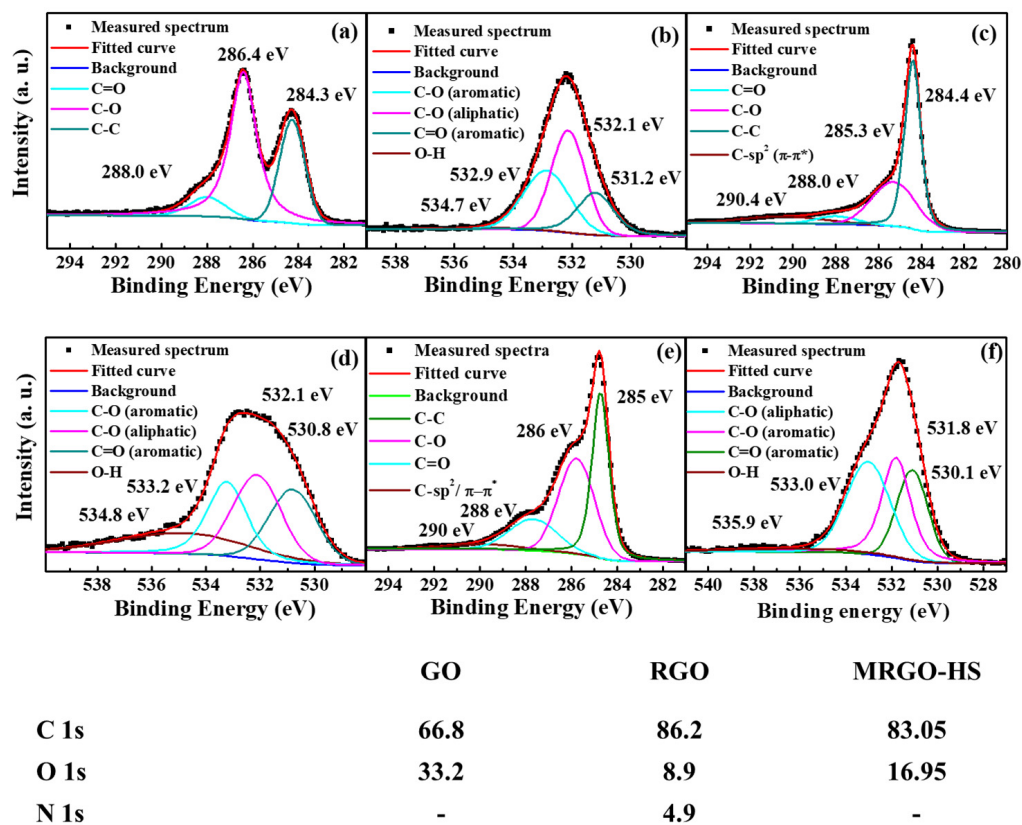 Intensity (a. u.)
Measured spectrum
Fitted curve
Background
C=O
C-O
C-C
(a)
286.4 eV
284.3 eV
288.0 eV
294 292 290 288 286 284 282
Binding Energy (eV)
Measured spectrum
Fitted curve
Background
C-O (aromatic)
C-O (aliphatic)
C=O (aromatic)
O-H
(b)
532.1 eV
532.9 eV
531.2 eV
534.7 eV
538 536 534 532 530
Binding Energy (eV)
Measured spectrum
Fitted curve
Background
C=O
C-O
C-C
C-sp² (π-π*)
(c)
284.4 eV
285.3 eV
288.0 eV
290.4 eV
294 292 290 288 286 284 282 280
Binding Energy (eV)
Intensity (a. u.)
Measured spectrum
Fitted curve
Background
C-O (aromatic)
C-O (aliphatic)
C=O (aromatic)
O-H
(d)
532.1 eV
530.8 eV
533.2 eV
534.8 eV
538 536 534 532 530
Binding Energy (eV)
Measured spectra
Fitted curve
Background
C-C
C-O
C=O
C-sp²/ π-π*
(e)
285 eV
286 eV
288 eV
290 eV
294 292 290 288 286 284 282
Binding Energy (eV)
Measured spectrum
Fitted curve
Background
C-O (aliphatic)
C-O (aromatic)
C=O (aromatic)
O-H
(f)
531.8 eV
533.0 eV
530.1 eV
535.9 eV
540 538 536 534 532 530 528
Binding energy (eV)
GO RGO MRGO-HS
C 1s 66.8 86.2 83.05
O 1s 33.2 8.9 16.95
N 1s - 4.9 -